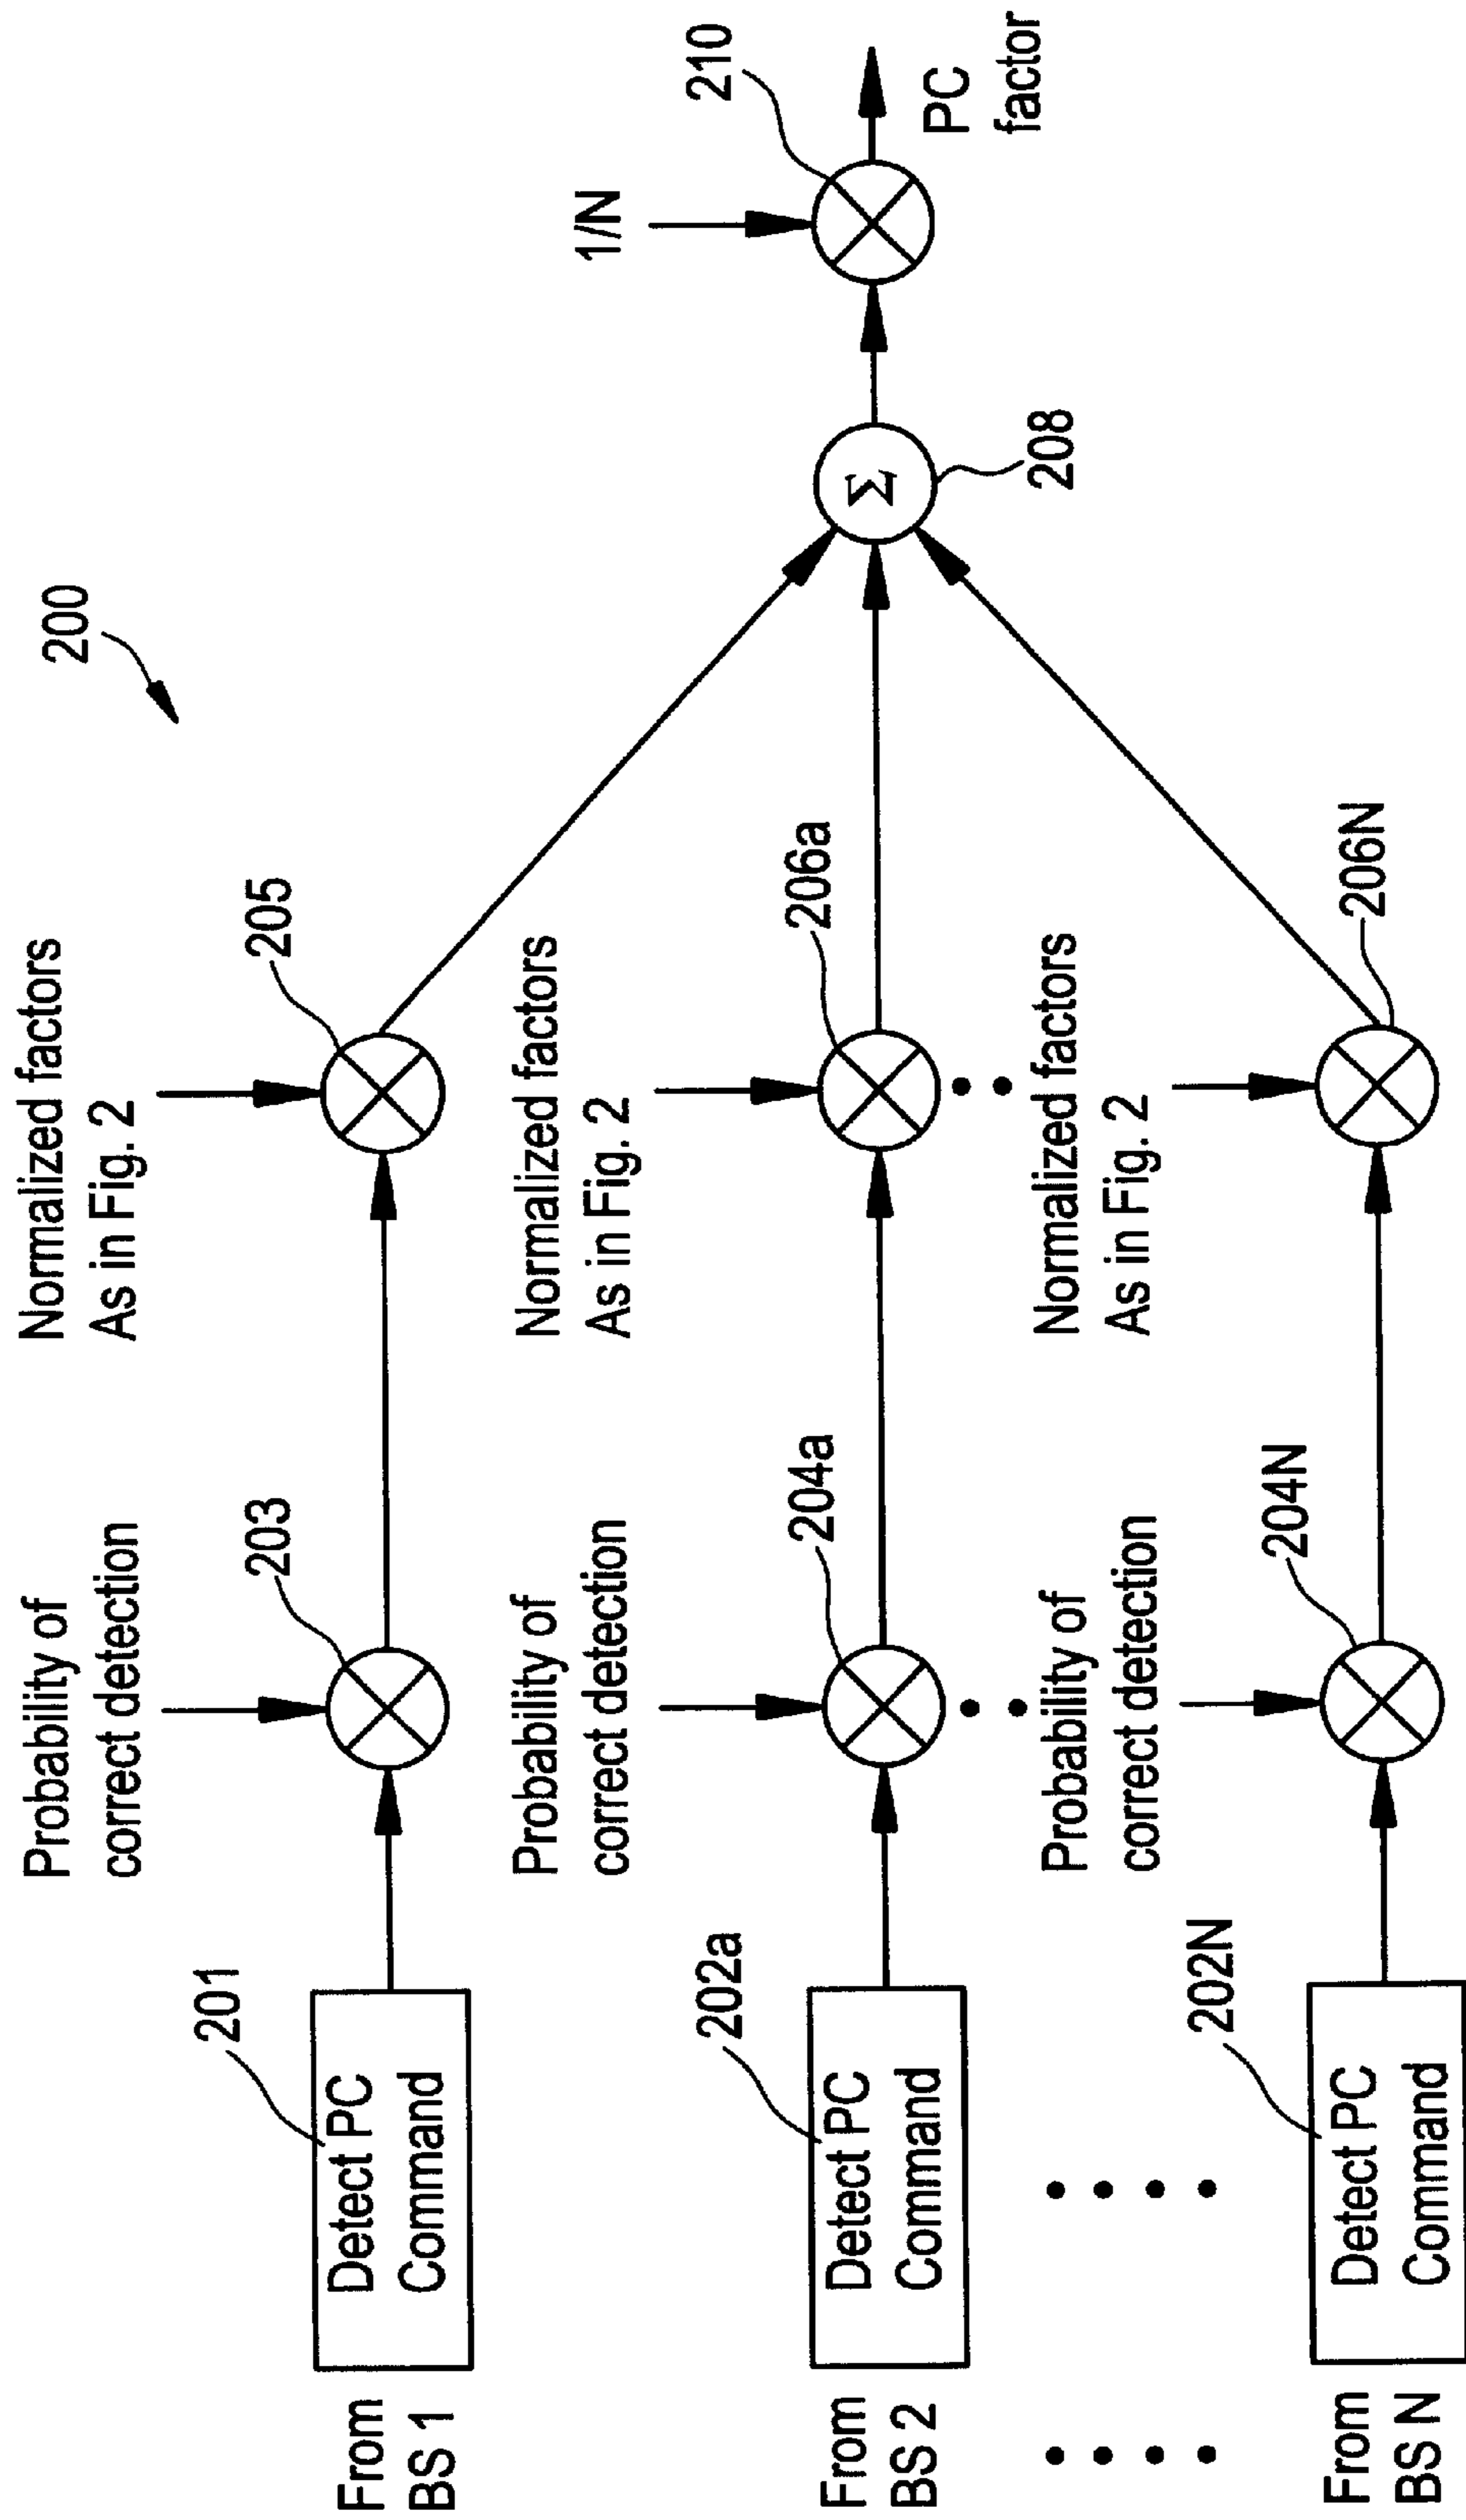 200
Probability of
correct detection
Normalized factors
As in Fig. 2
201
203
205
From
BS 1
Detect PC
Command
1/N
210
Probability of
correct detection
Normalized factors
As in Fig. 2
202a
204a
206a
From
BS 2
Detect PC
Command
Σ
208
PC
factor
Probability of
correct detection
Normalized factors
As in Fig. 2
202N
204N
206N
From
BS N
Detect PC
Command